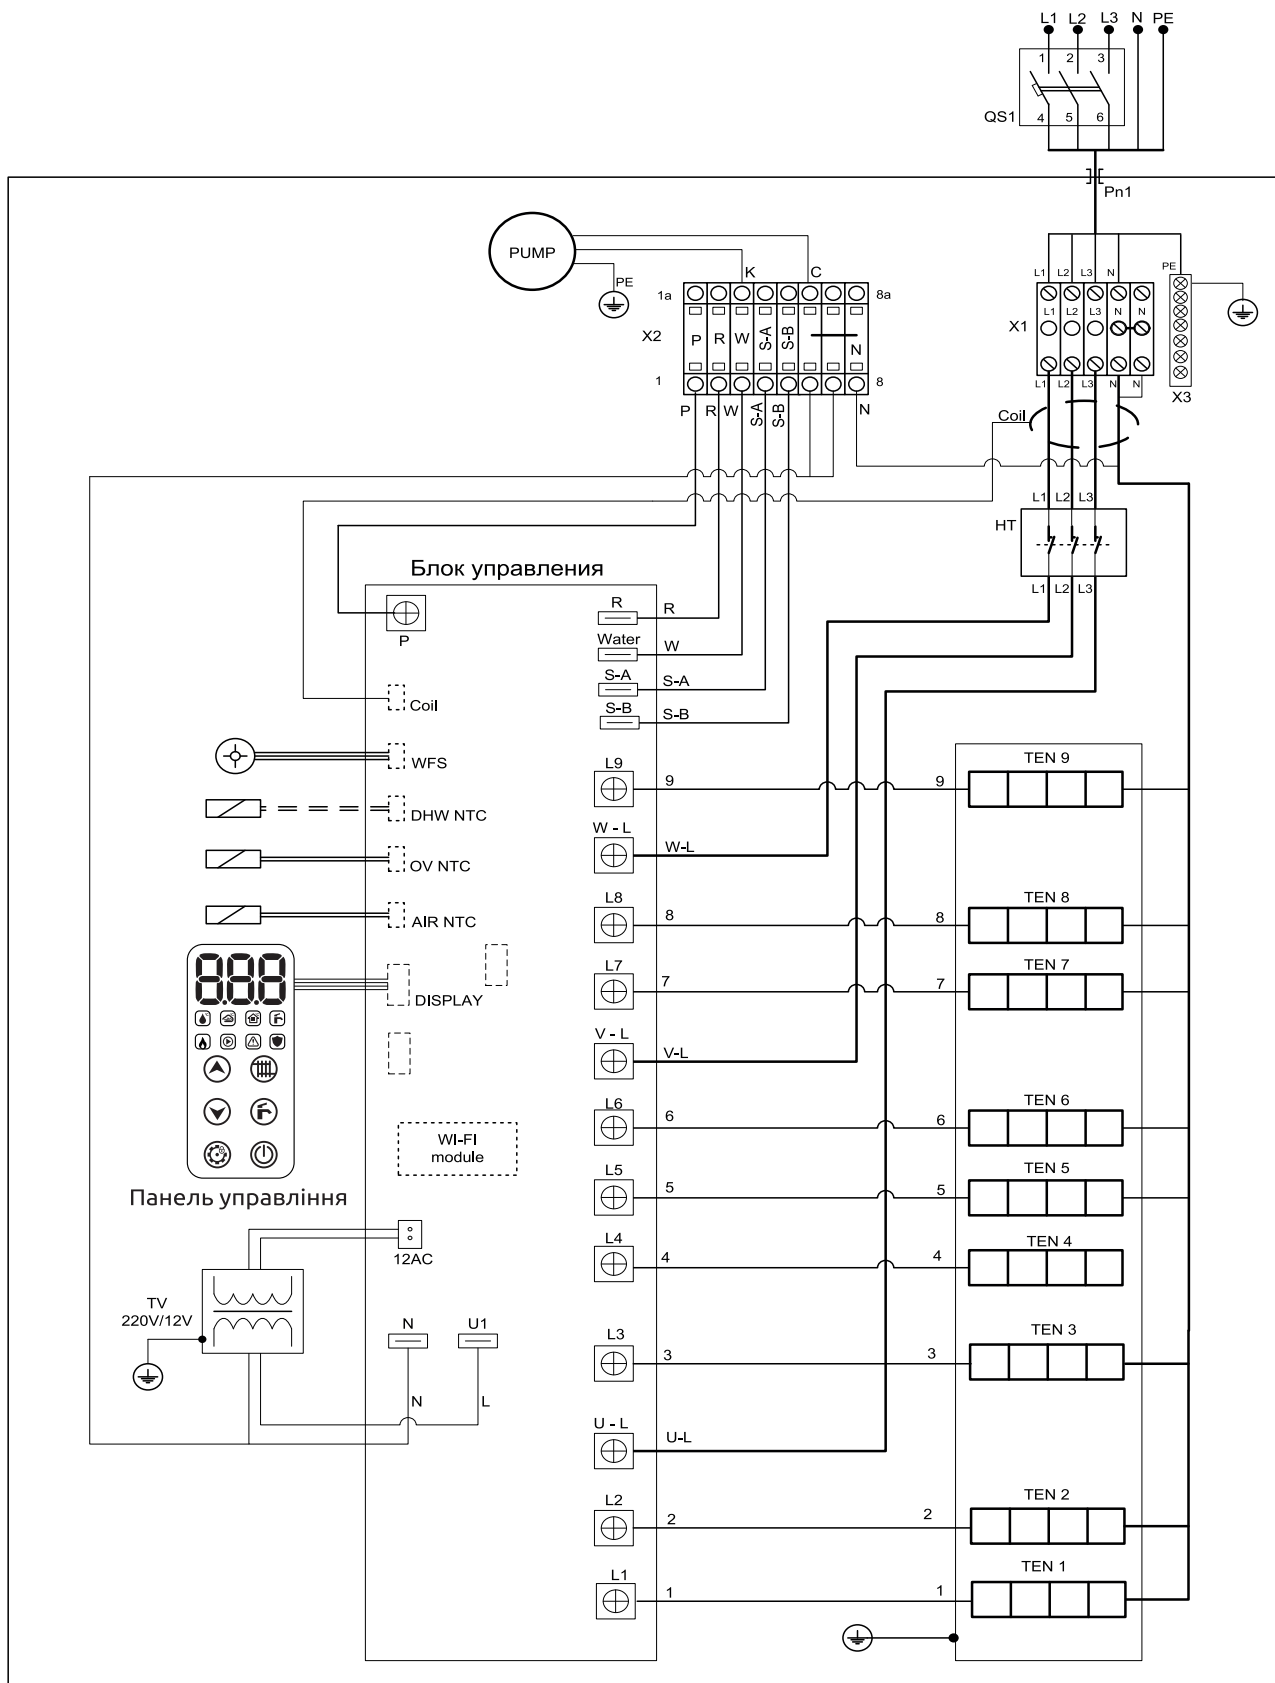 L1 L2 L3 N PE
1 2 3
QS1 4 5 6
Pn1
PUMP
PE
K C
1a 8a
X2 P R W S-A S-B N
1 8
P R W S-A S-B N
L1 L2 L3 N PE
L1 L2 L3 N N
X1
L1 L2 L3 N N
X3
Coil
L1 L2 L3
HT
L1 L2 L3
Блок управления
P
R R
Water W
S-A S-A
S-B S-B
Coil
WFS
DHW NTC
OV NTC
AIR NTC
DISPLAY
8.8.8
WI-FI
module
Панель управління
12AC
TV
220V/12V
N U1
N L
L9 9 9 TEN 9
W - L W-L
L8 8 8 TEN 8
L7 7 7 TEN 7
V - L V-L
L6 6 6 TEN 6
L5 5 5 TEN 5
L4 4 4 TEN 4
L3 3 3 TEN 3
U - L U-L
L2 2 2 TEN 2
L1 1 1 TEN 1